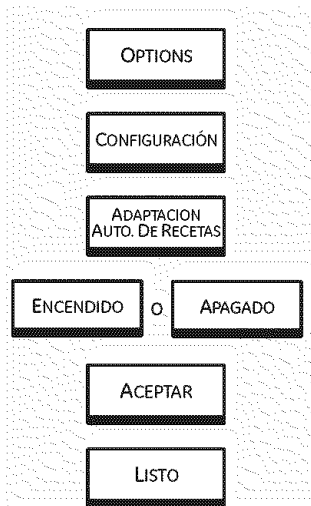 OPTIONS
CONFIGURACIÓN
ADAPTACION
AUTO. DE RECETAS
ENCENDIDO O APAGADO
ACEPTAR
LISTO